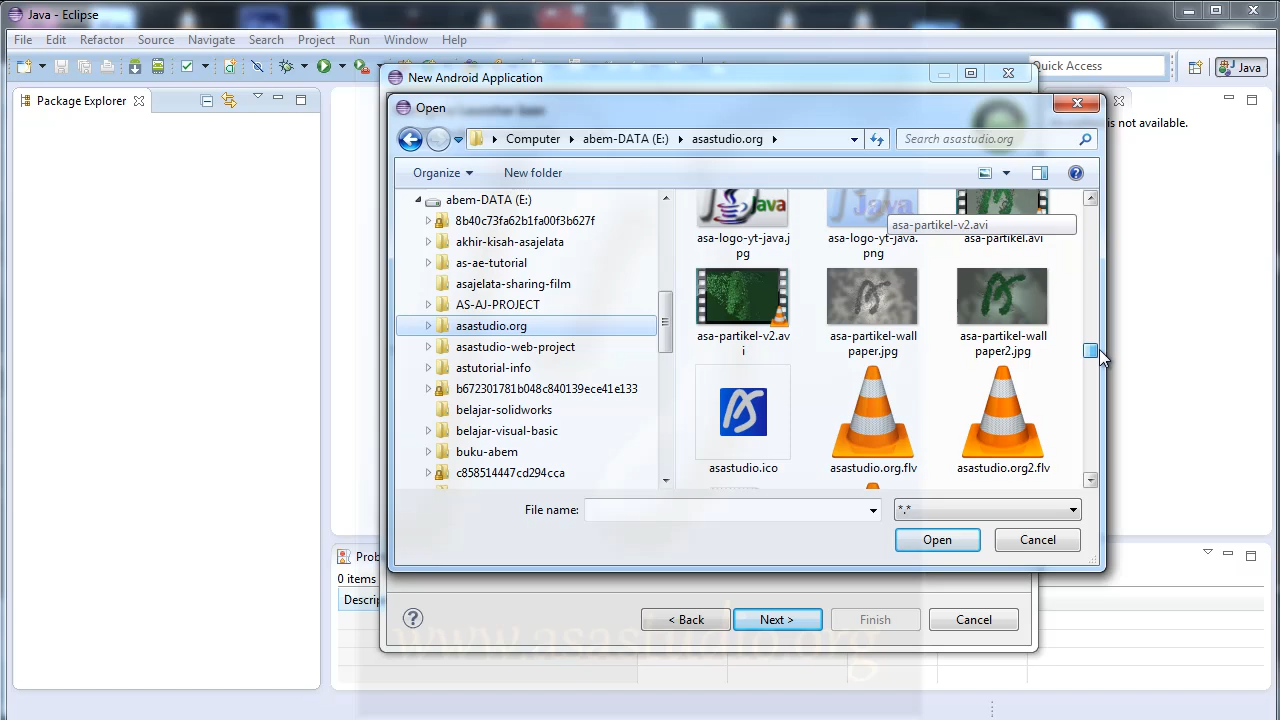 Java - Eclipse
File Edit Refactor Source Navigate Search Project Run Window Help
Quick Access
Java
Package Explorer
New Android Application
is not available.
Open
Computer abem-DATA (E:) asastudio.org
Search asastudio.org
Organize New folder
abem-DATA (E:)
8b40c73fa62b1fa00f3b627f
akhir-kisah-asajelata
as-ae-tutorial
asajelata-sharing-film
AS-AJ-PROJECT
asastudio.org
asastudio-web-project
astutorial-info
b672301781b048c840139ece41e133
belajar-solidworks
belajar-visual-basic
buku-abem
c858514447cd294cca
Java
Java
asa-logo-yt-java.j
pg
asa-logo-yt-java.
png
asa-partikel.avi
asa-partikel-v2.avi
asa-partikel-v2.av
i
asa-partikel-wall
paper.jpg
asa-partikel-wall
paper2.jpg
asastudio.ico
asastudio.org.flv
asastudio.org2.flv
File name:
*.*
Open Cancel
0 items
< Back Next > Finish Cancel
www.asastudio.org